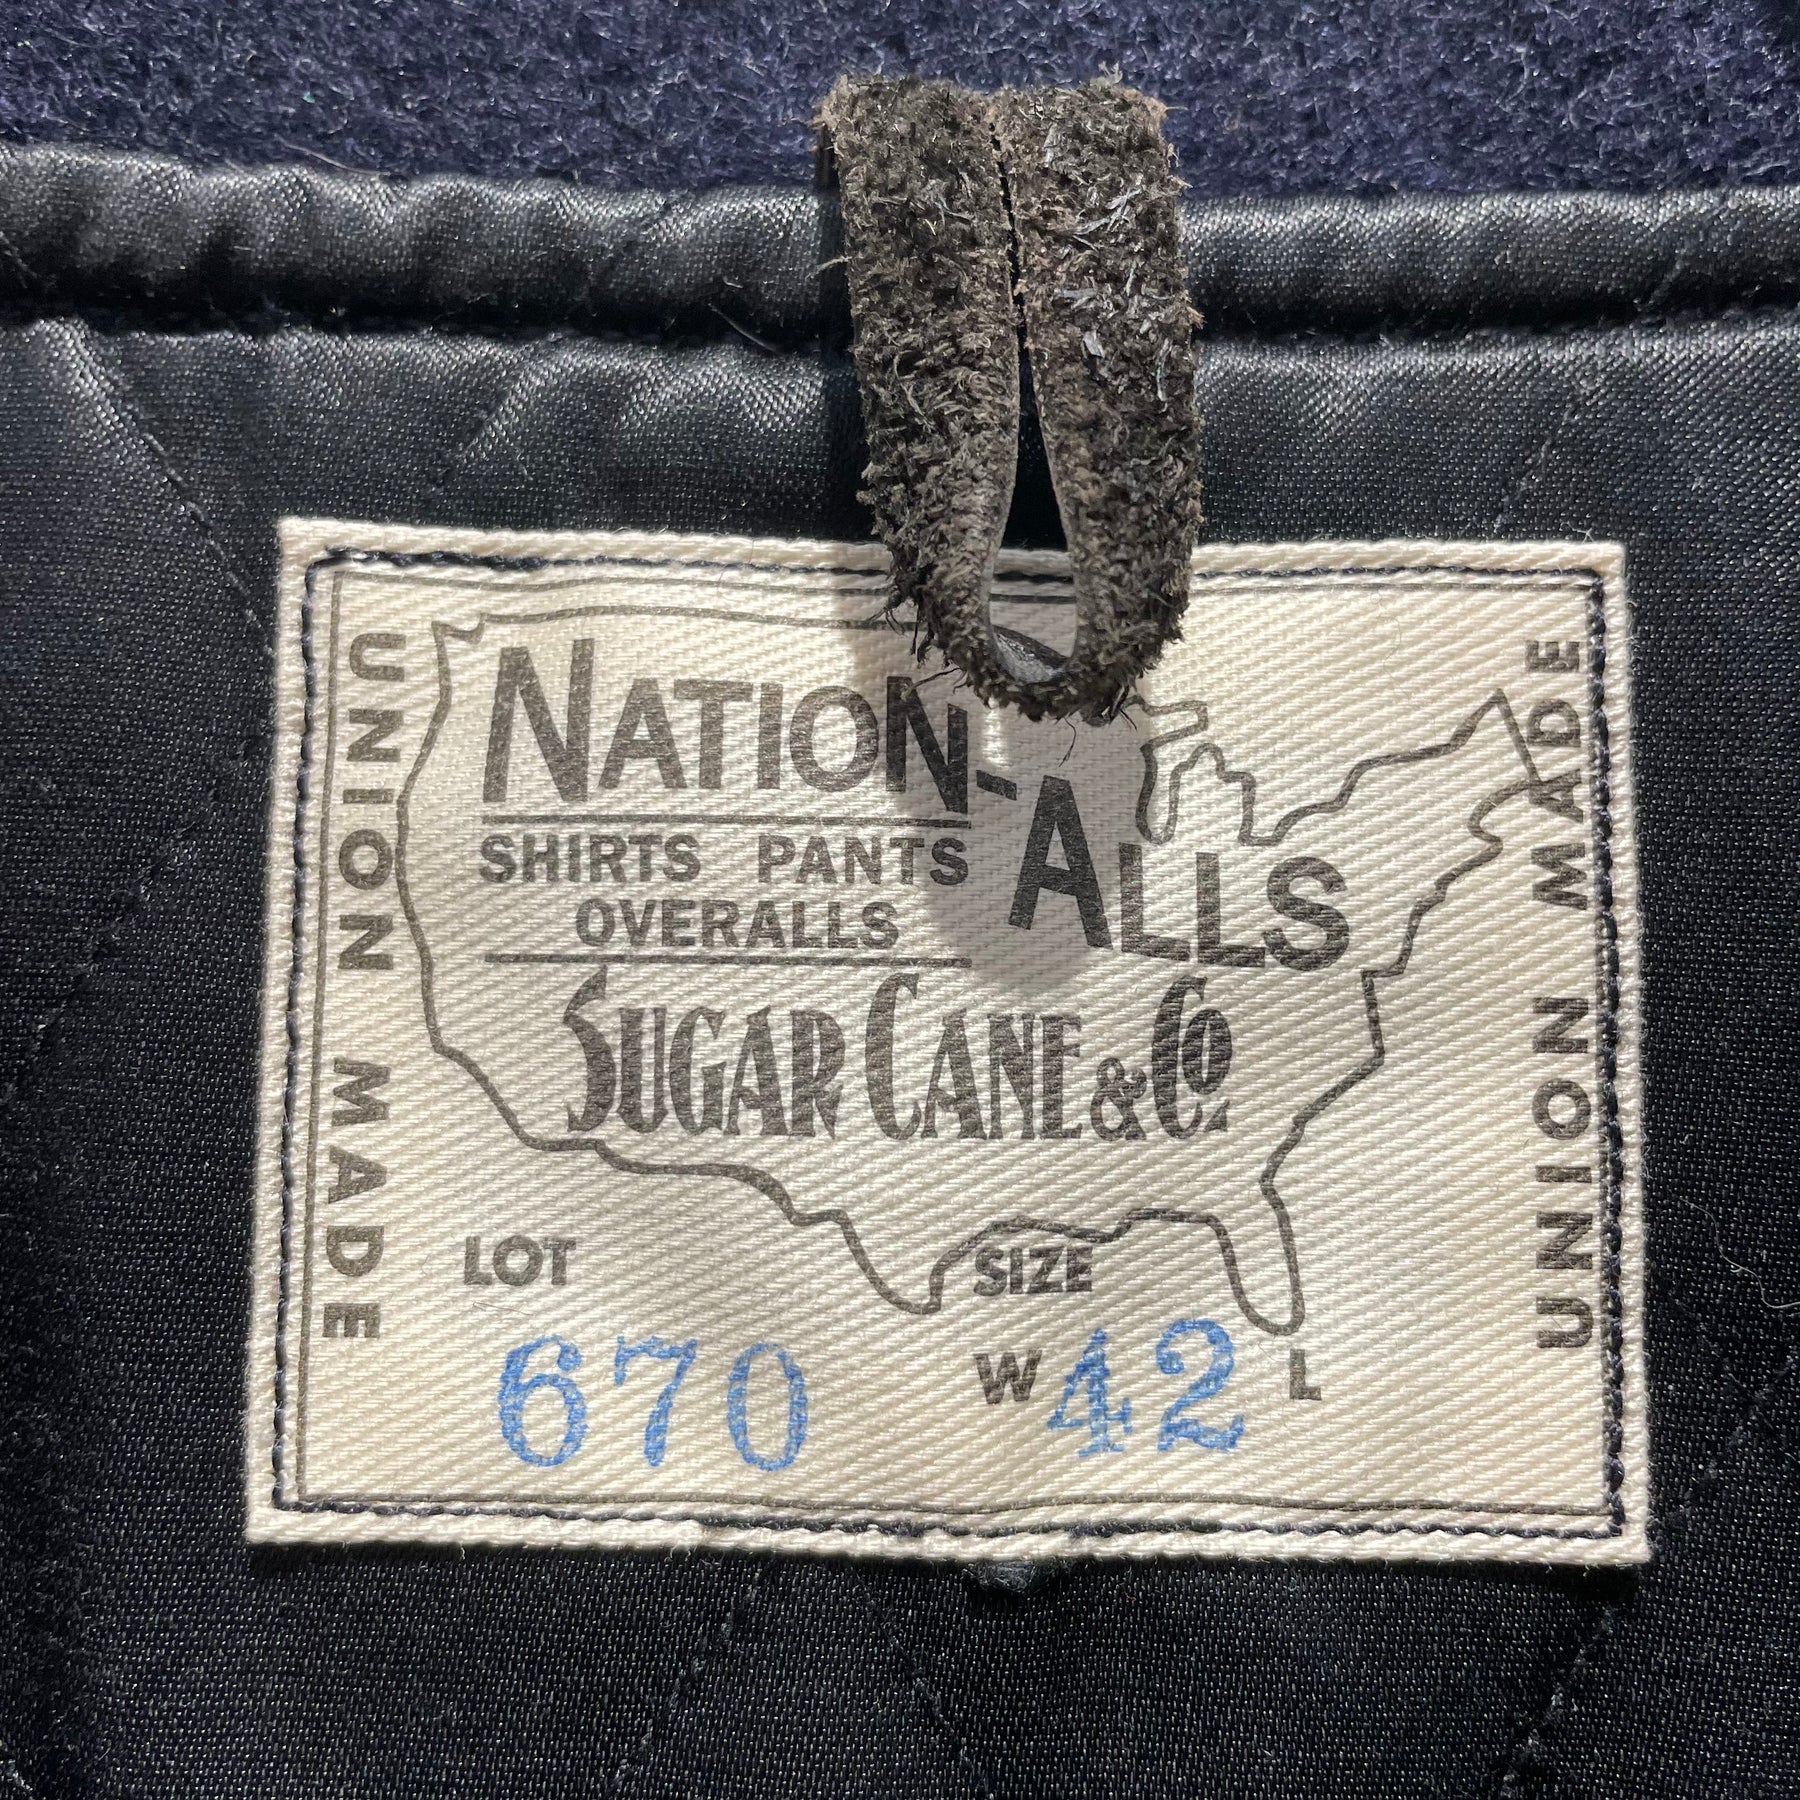 UNION MADE
NATION-ALLS
SHIRTS PANTS
OVERALLS
SUGAR CANE & Co.
LOT
SIZE
670
W 42 L
UNION MADE